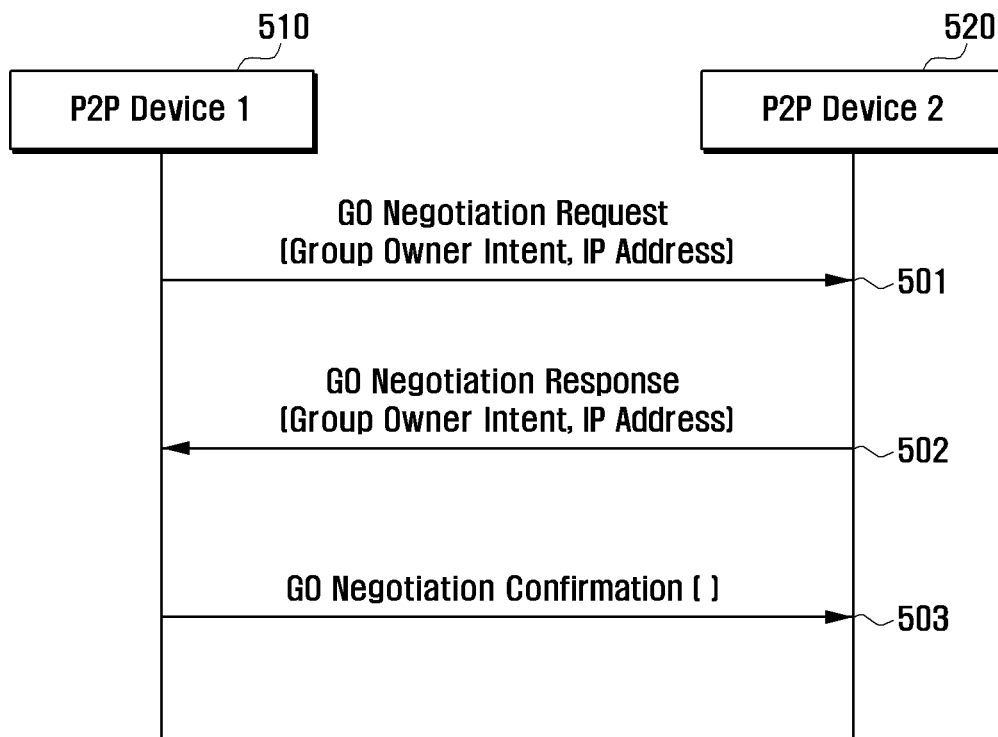 510
520
P2P Device 1
P2P Device 2
GO Negotiation Request
(Group Owner Intent, IP Address)
501
GO Negotiation Response
(Group Owner Intent, IP Address)
502
GO Negotiation Confirmation ( )
503